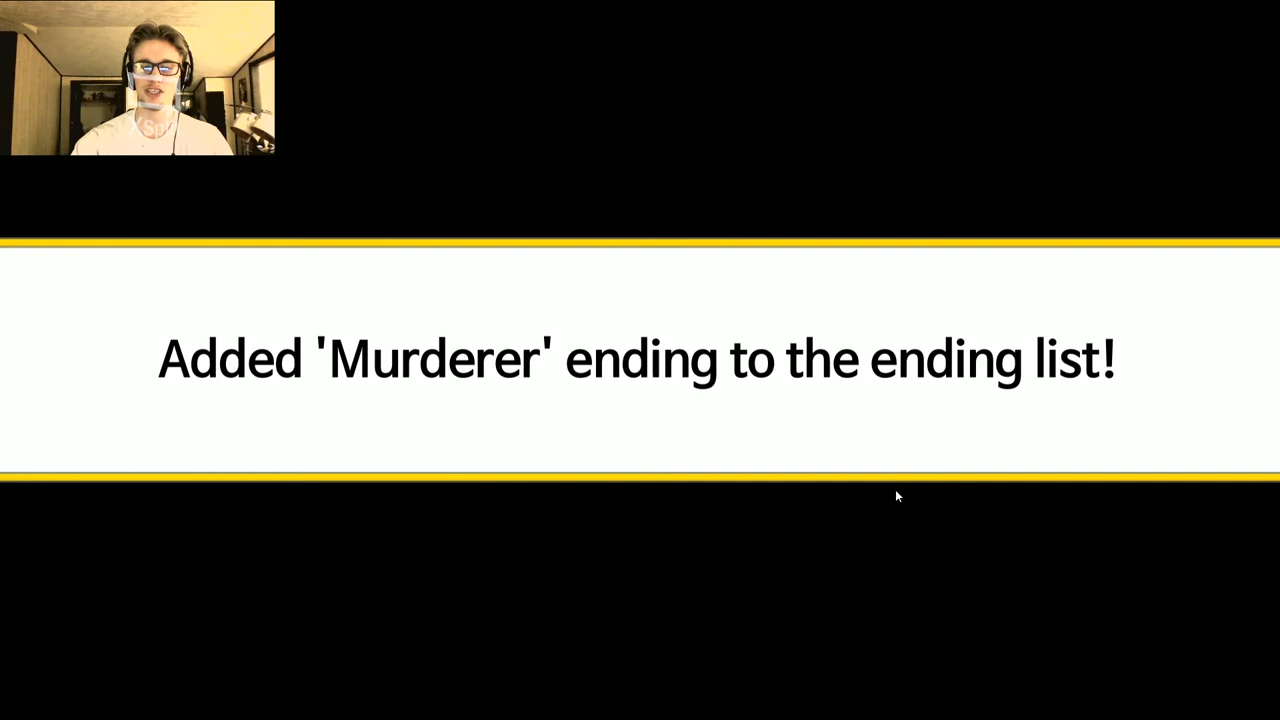 Added 'Murderer' ending to the ending list!